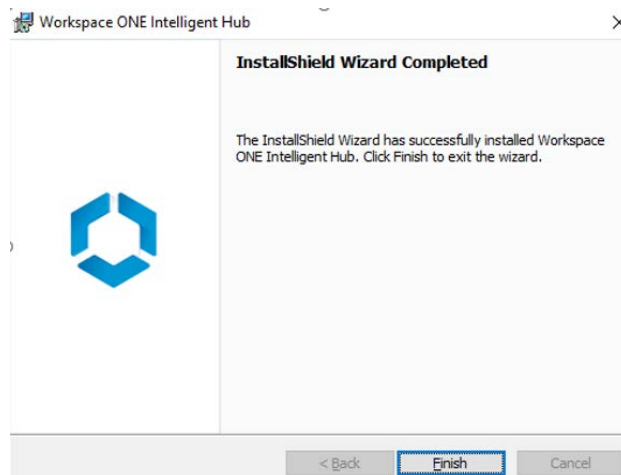 Workspace ONE Intelligent Hub
InstallShield Wizard Completed
The InstallShield Wizard has successfully installed Workspace
ONE Intelligent Hub. Click Finish to exit the wizard.
< Back Finish Cancel